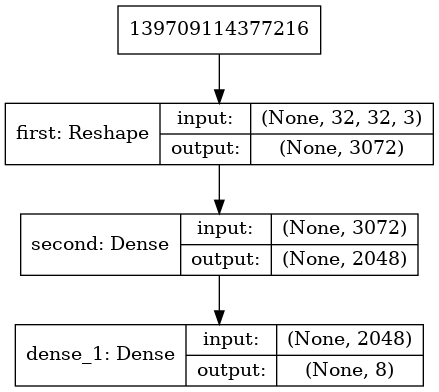 139709114377216
first: Reshape
input: (None, 32, 32, 3)
output: (None, 3072)
second: Dense
input: (None, 3072)
output: (None, 2048)
dense_1: Dense
input: (None, 2048)
output: (None, 8)